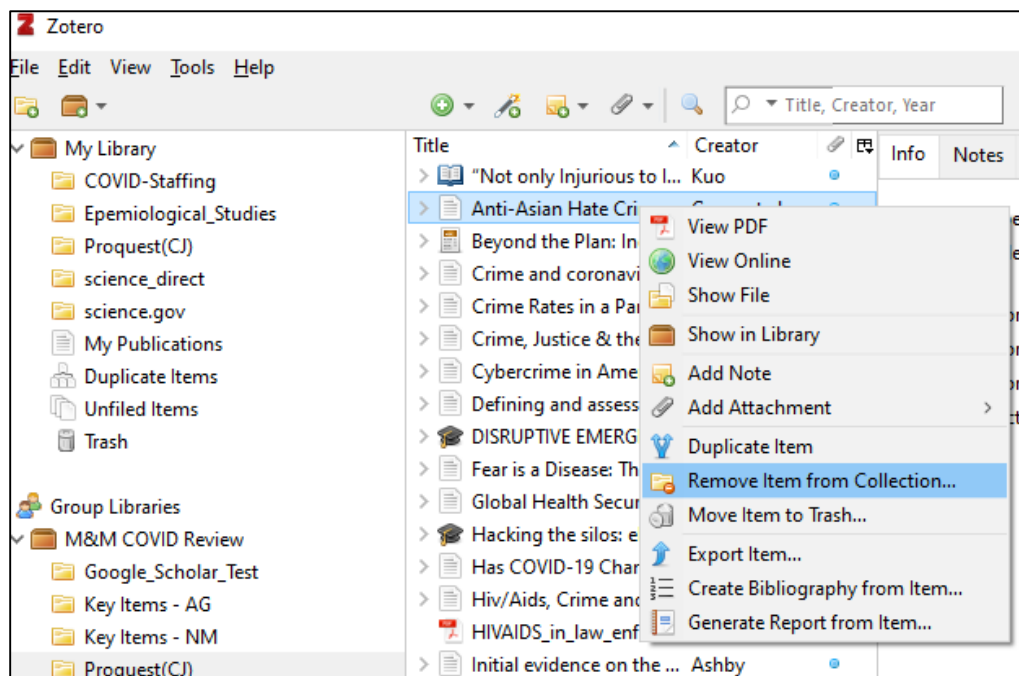 Zotero
File Edit View Tools Help
Title, Creator, Year
My Library
COVID-Staffing
Epemiological_Studies
Proquest(CJ)
science_direct
science.gov
My Publications
Duplicate Items
Unfiled Items
Trash
Group Libraries
M&M COVID Review
Google_Scholar_Test
Key Items - AG
Key Items - NM
Proquest(CJ)
Title Creator
"Not only Injurious to I... Kuo
Anti-Asian Hate Cri
Beyond the Plan: In
Crime and coronavi
Crime Rates in a Pa
Crime, Justice & the
Cybercrime in Ame
Defining and assess
DISRUPTIVE EMERG
Fear is a Disease: Th
Global Health Secur
Hacking the silos: e
Has COVID-19 Char
Hiv/Aids, Crime and
HIVAIDS_in_law_enf
Initial evidence on the ... Ashby
View PDF
View Online
Show File
Show in Library
Add Note
Add Attachment
Duplicate Item
Remove Item from Collection...
Move Item to Trash...
Export Item...
Create Bibliography from Item...
Generate Report from Item...
Info Notes